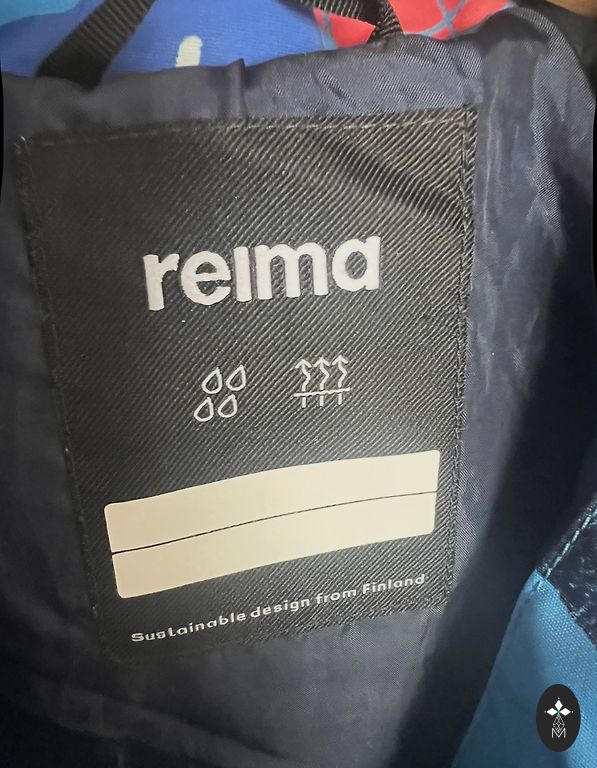 reima
Sustainable design from Finland
M